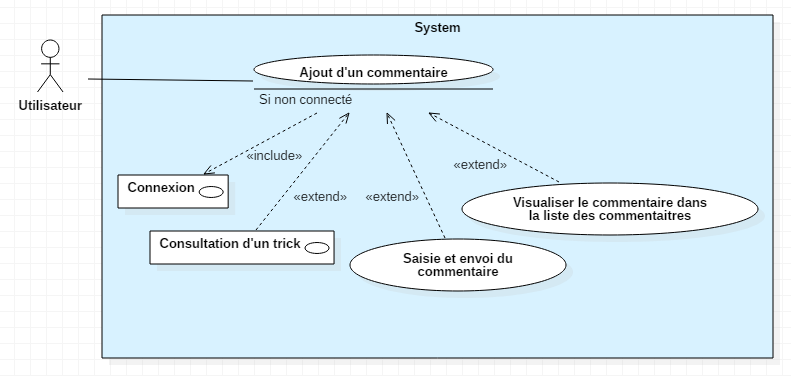 System
Utilisateur
Ajout d'un commentaire
Si non connecté
«include»
«extend»
«extend»
«extend»
Connexion
Consultation d'un trick
Saisie et envoi du
commentaire
Visualiser le commentaire dans
la liste des commentaitres